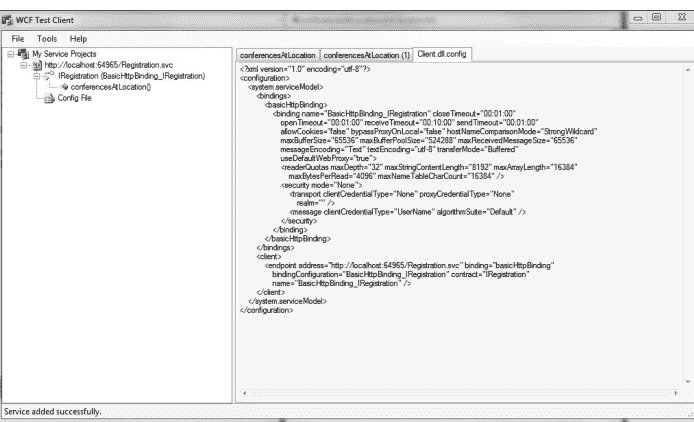 WCF Test Client
File Tools Help
My Service Projects
http://localhost:64965/Registration.svc
IRegistration (BasicHttpBinding_IRegistration)
conferencesAtLocation()
Config File
conferencesAtLocation conferencesAtLocation (1) Client.dll.config
<?xml version="1.0" encoding="utf-8"?>
<configuration>
<system.serviceModel>
<bindings>
<basicHttpBinding>
<binding name="BasicHttpBinding_IRegistration" closeTimeout="00:01:00"
openTimeout="00:01:00" receiveTimeout="00:10:00" sendTimeout="00:01:00"
allowCookies="false" bypassProxyOnLocal="false" hostNameComparisonMode="StrongWildcard"
maxBufferSize="65536" maxBufferPoolSize="524288" maxReceivedMessageSize="65536"
messageEncoding="Text" textEncoding="utf-8" transferMode="Buffered"
useDefaultWebProxy="true">
<readerQuotas maxDepth="32" maxStringContentLength="8192" maxArrayLength="16384"
maxBytesPerRead="4096" maxNameTableCharCount="16384" />
<security mode="None">
<transport clientCredentialType="None" proxyCredentialType="None"
realm="" />
<message clientCredentialType="UserName" algorithmSuite="Default" />
</security>
</binding>
</basicHttpBinding>
</bindings>
<client>
<endpoint address="http://localhost:64965/Registration.svc" binding="basicHttpBinding"
bindingConfiguration="BasicHttpBinding_IRegistration" contract="IRegistration"
name="BasicHttpBinding_IRegistration" />
</client>
</system.serviceModel>
</configuration>
Service added successfully.